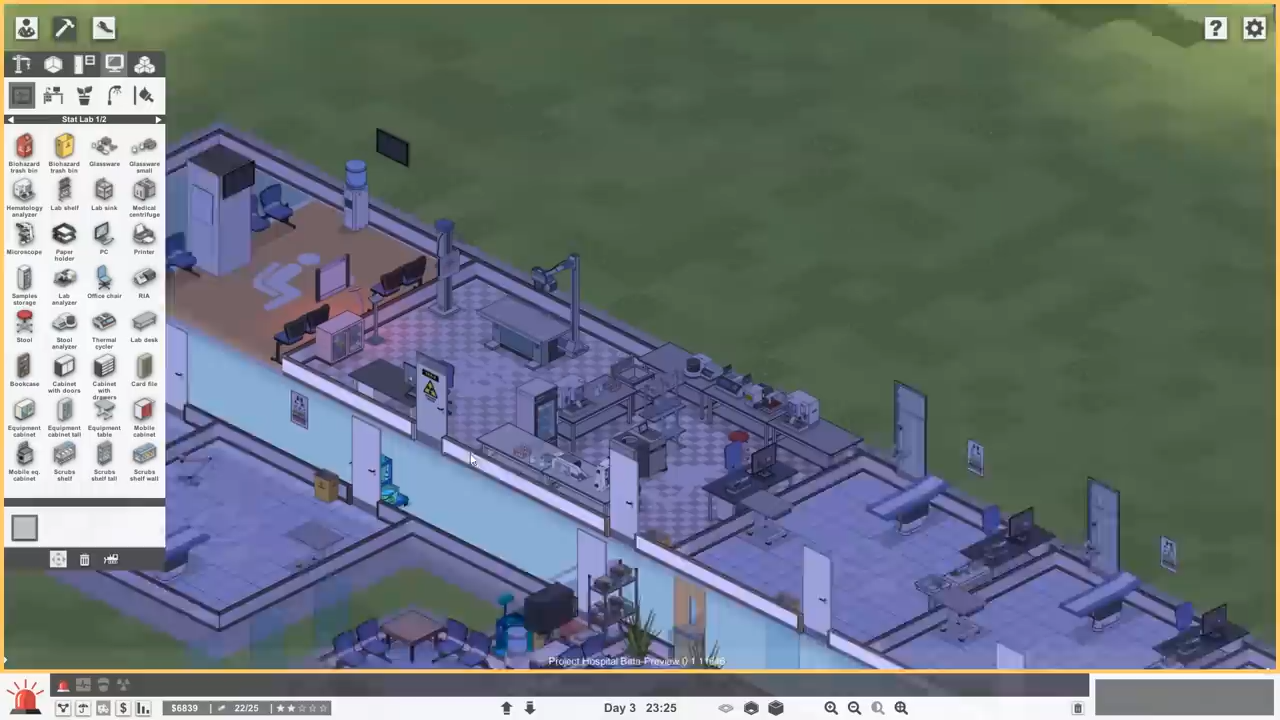 ?
Stat Lab 1/2
Biohazard trash bin
Biohazard trash bin
Glassware
Glassware small
Hematology analyzer
Lab shelf
Lab sink
Medical centrifuge
Microscope
Paper holder
PC
Printer
Samples storage
Lab analyzer
Office chair
RIA
Stool
Stool analyzer
Thermal cycler
Lab desk
Bookcase
Cabinet with doors
Cabinet with drawers
Card file
Equipment cabinet
Equipment cabinet tall
Equipment table
Mobile cabinet
Mobile eq. cabinet
Scrubs shelf
Scrubs shelf tall
Scrubs shelf wall
Project Hospital Beta-Preview 0.1.11646
$6839
22/25
Day 3 23:25